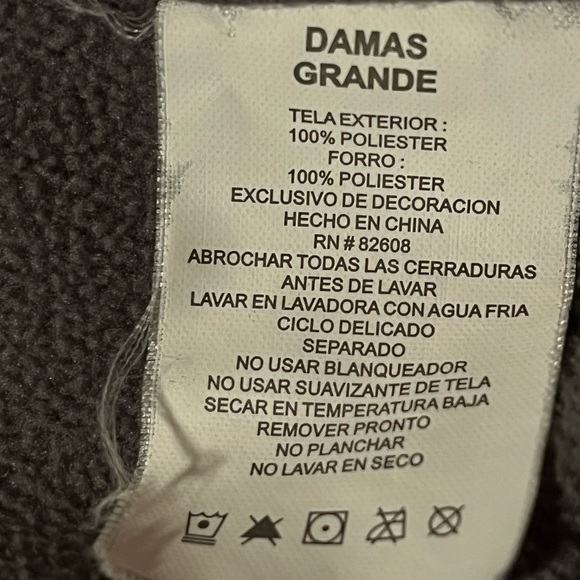 DAMAS
GRANDE
TELA EXTERIOR :
100% POLIESTER
FORRO :
100% POLIESTER
EXCLUSIVO DE DECORACION
HECHO EN CHINA
RN # 82608
ABROCHAR TODAS LAS CERRADURAS
ANTES DE LAVAR
LAVAR EN LAVADORA CON AGUA FRIA
CICLO DELICADO
SEPARADO
NO USAR BLANQUEADOR
NO USAR SUAVIZANTE DE TELA
SECAR EN TEMPERATURA BAJA
REMOVER PRONTO
NO PLANCHAR
NO LAVAR EN SECO